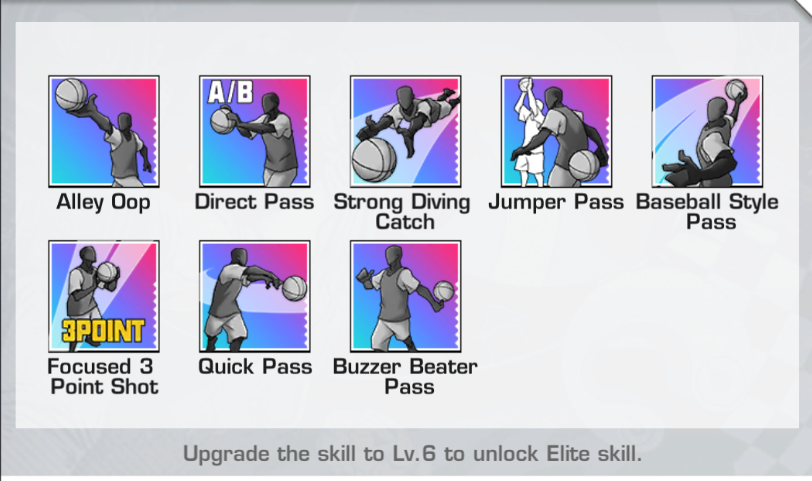 A/B
Alley Oop
Direct Pass
Strong Diving
Catch
Jumper Pass
Baseball Style
Pass
3POINT
Focused 3
Point Shot
Quick Pass
Buzzer Beater
Pass
Upgrade the skill to Lv.6 to unlock Elite skill.